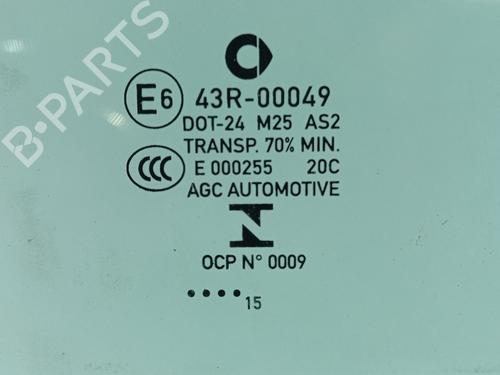 E6 43R-00049
DOT-24 M25 AS2
TRANSP. 70% MIN.
CCC E 000255 20C
AGC AUTOMOTIVE
OCP N° 0009
•••• 15
B-PARTS